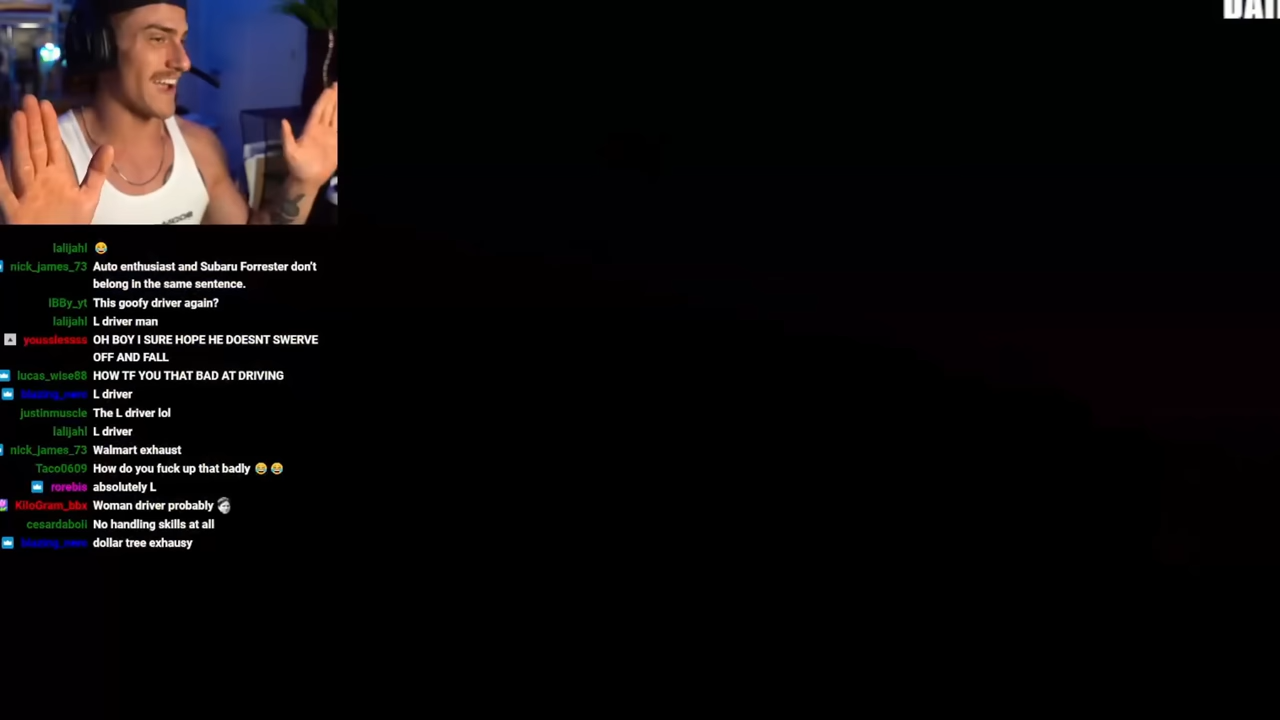 DAI
lalijahl 😂
nick_james_73 Auto enthusiast and Subaru Forrester don't
belong in the same sentence.
IBBy_yt This goofy driver again?
lalijahl L driver man
yousslessss OH BOY I SURE HOPE HE DOESNT SWERVE
OFF AND FALL
lucas_wise88 HOW TF YOU THAT BAD AT DRIVING
L driver
justinmuscle The L driver lol
lalijahl L driver
nick_james_73 Walmart exhaust
Taco0609 How do you fuck up that badly 😂 😂
rorebis absolutely L
KiloGram_bbx Woman driver probably
cesardaboii No handling skills at all
dollar tree exhausy